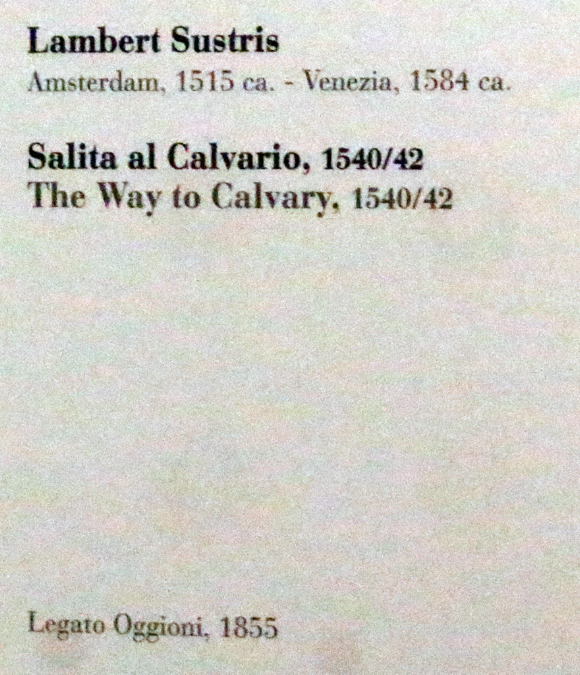 Lambert Sustris
Amsterdam, 1515 ca. - Venezia, 1584 ca.
Salita al Calvario, 1540/42
The Way to Calvary, 1540/42
Legato Oggioni, 1855